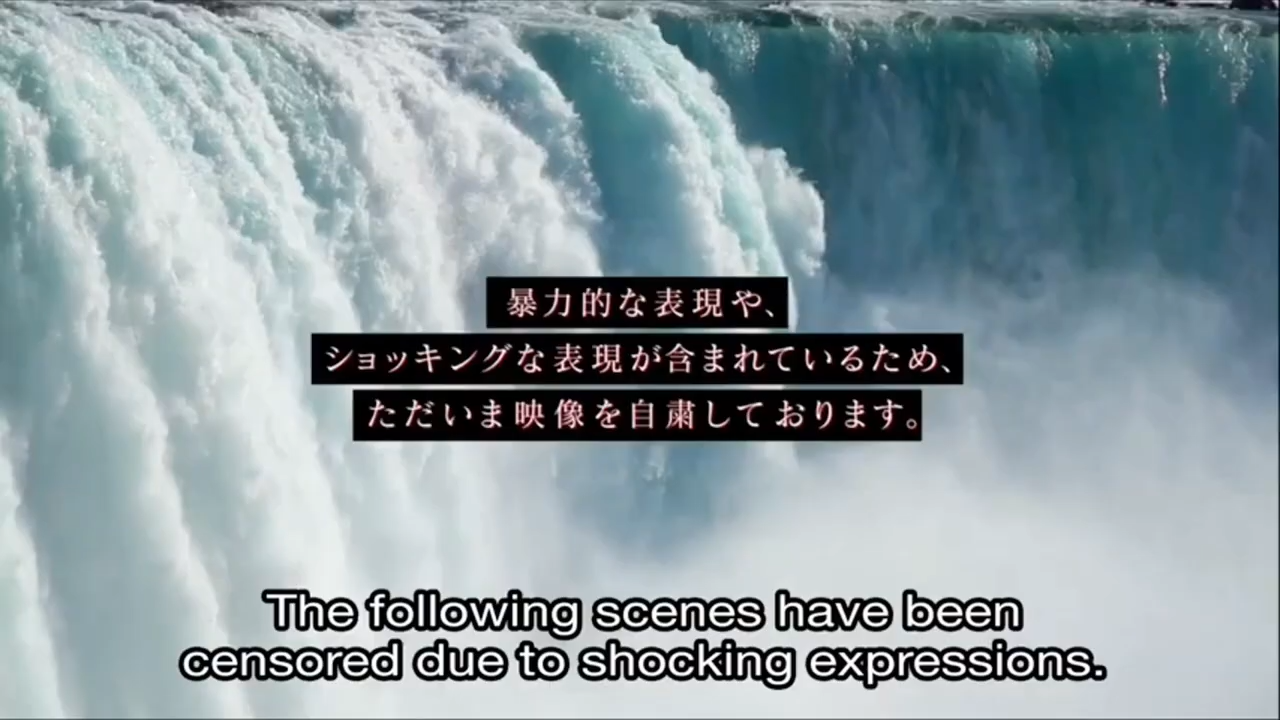 暴力的な表現や、
ショッキングな表現が含まれているため、
ただいま映像を自粛しております。
The following scenes have been
censored due to shocking expressions.